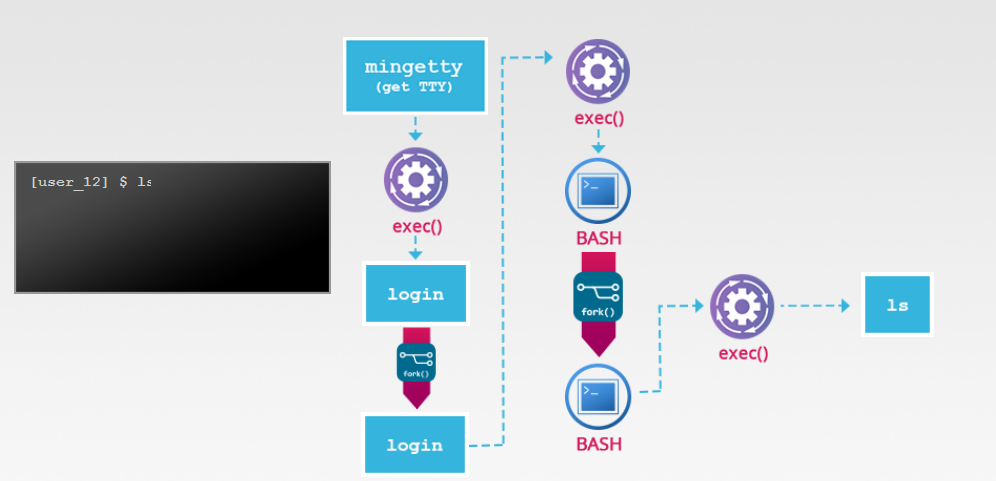 [user_12] $ ls
mingetty
(get TTY)
exec()
login
fork()
login
exec()
>_
BASH
fork()
>_
BASH
exec()
ls